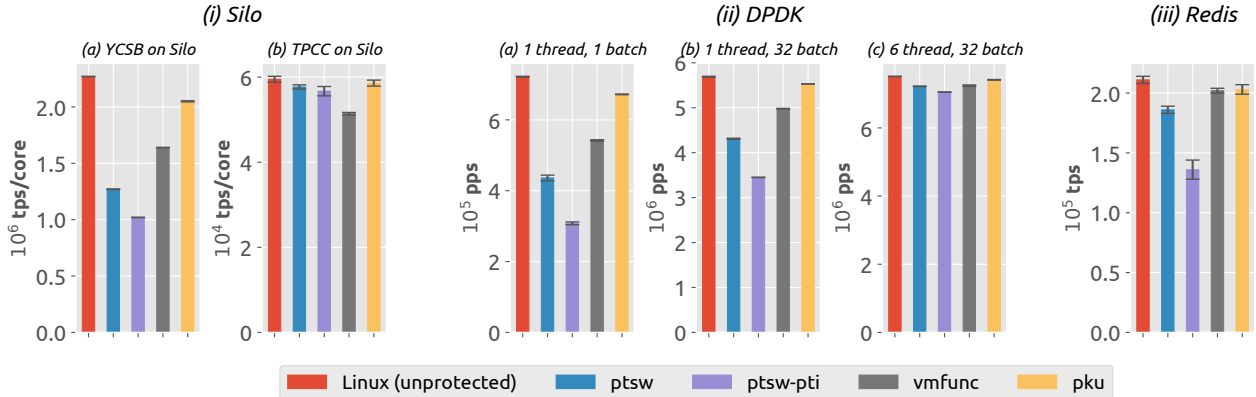 (i) Silo
(ii) DPDK
(iii) Redis
(a) YCSB on Silo
(b) TPCC on Silo
(a) 1 thread, 1 batch
(b) 1 thread, 32 batch
(c) 6 thread, 32 batch
10⁶ tps/core
2.0
1.5
1.0
0.5
0.0
10⁴ tps/core
6
4
2
0
10⁵ pps
6
4
2
0
10⁶ pps
6
5
4
3
2
1
0
10⁶ pps
6
4
2
0
10⁵ tps
2.0
1.5
1.0
0.5
0.0
Linux (unprotected) ptsw ptsw-pti vmfunc pku